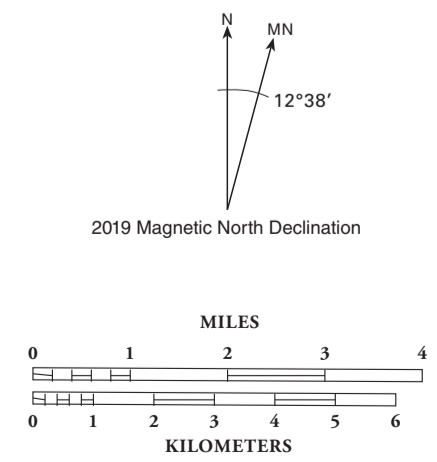 N
MN
12°38′
2019 Magnetic North Declination
MILES
0 1 2 3 4
0 1 2 3 4 5 6
KILOMETERS